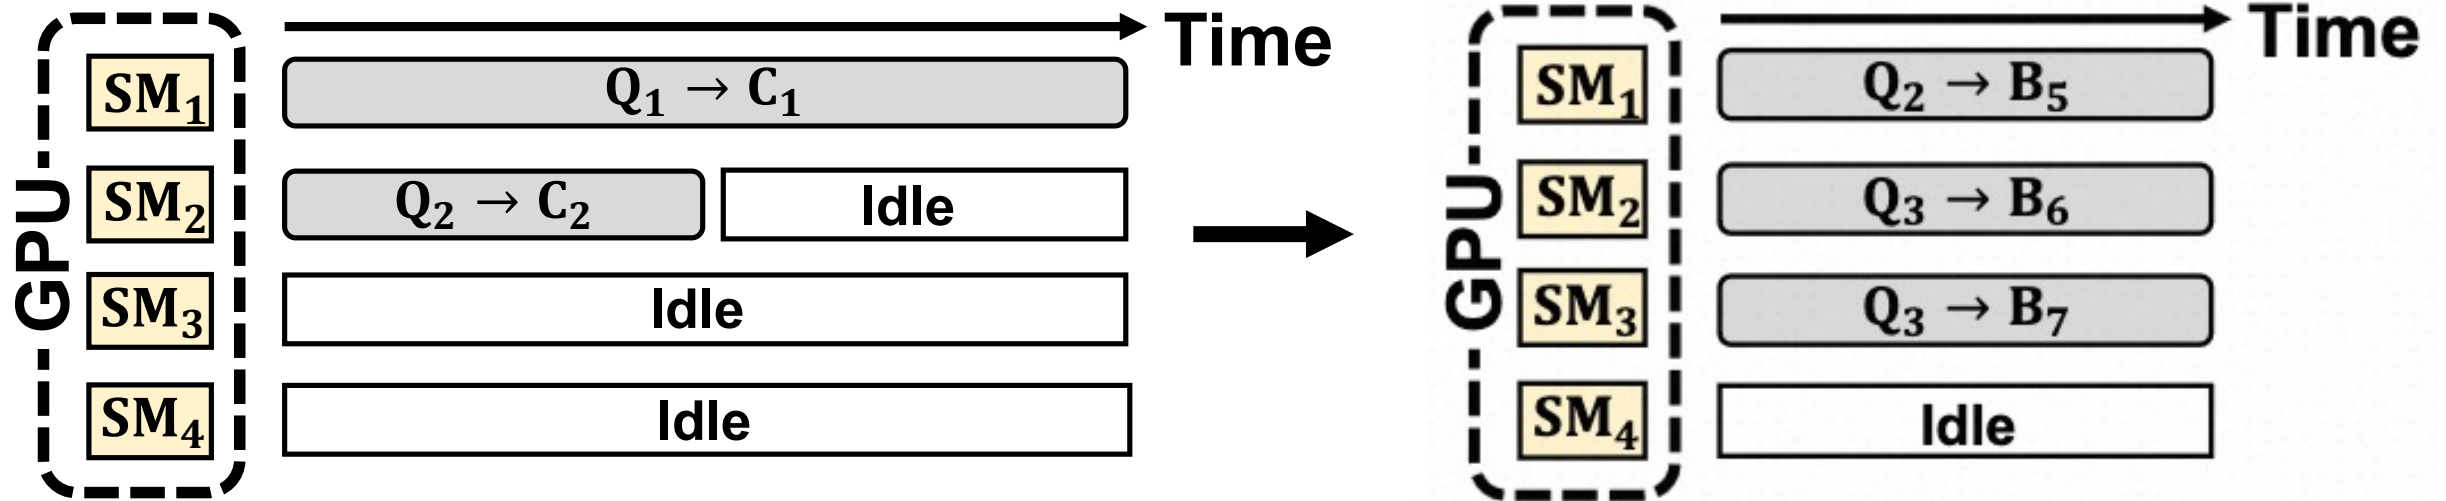 GPU
Time
SM₁ Q₁ → C₁
SM₂ Q₂ → C₂ Idle
SM₃ Idle
SM₄ Idle
GPU
Time
SM₁ Q₂ → B₅
SM₂ Q₃ → B₆
SM₃ Q₃ → B₇
SM₄ Idle